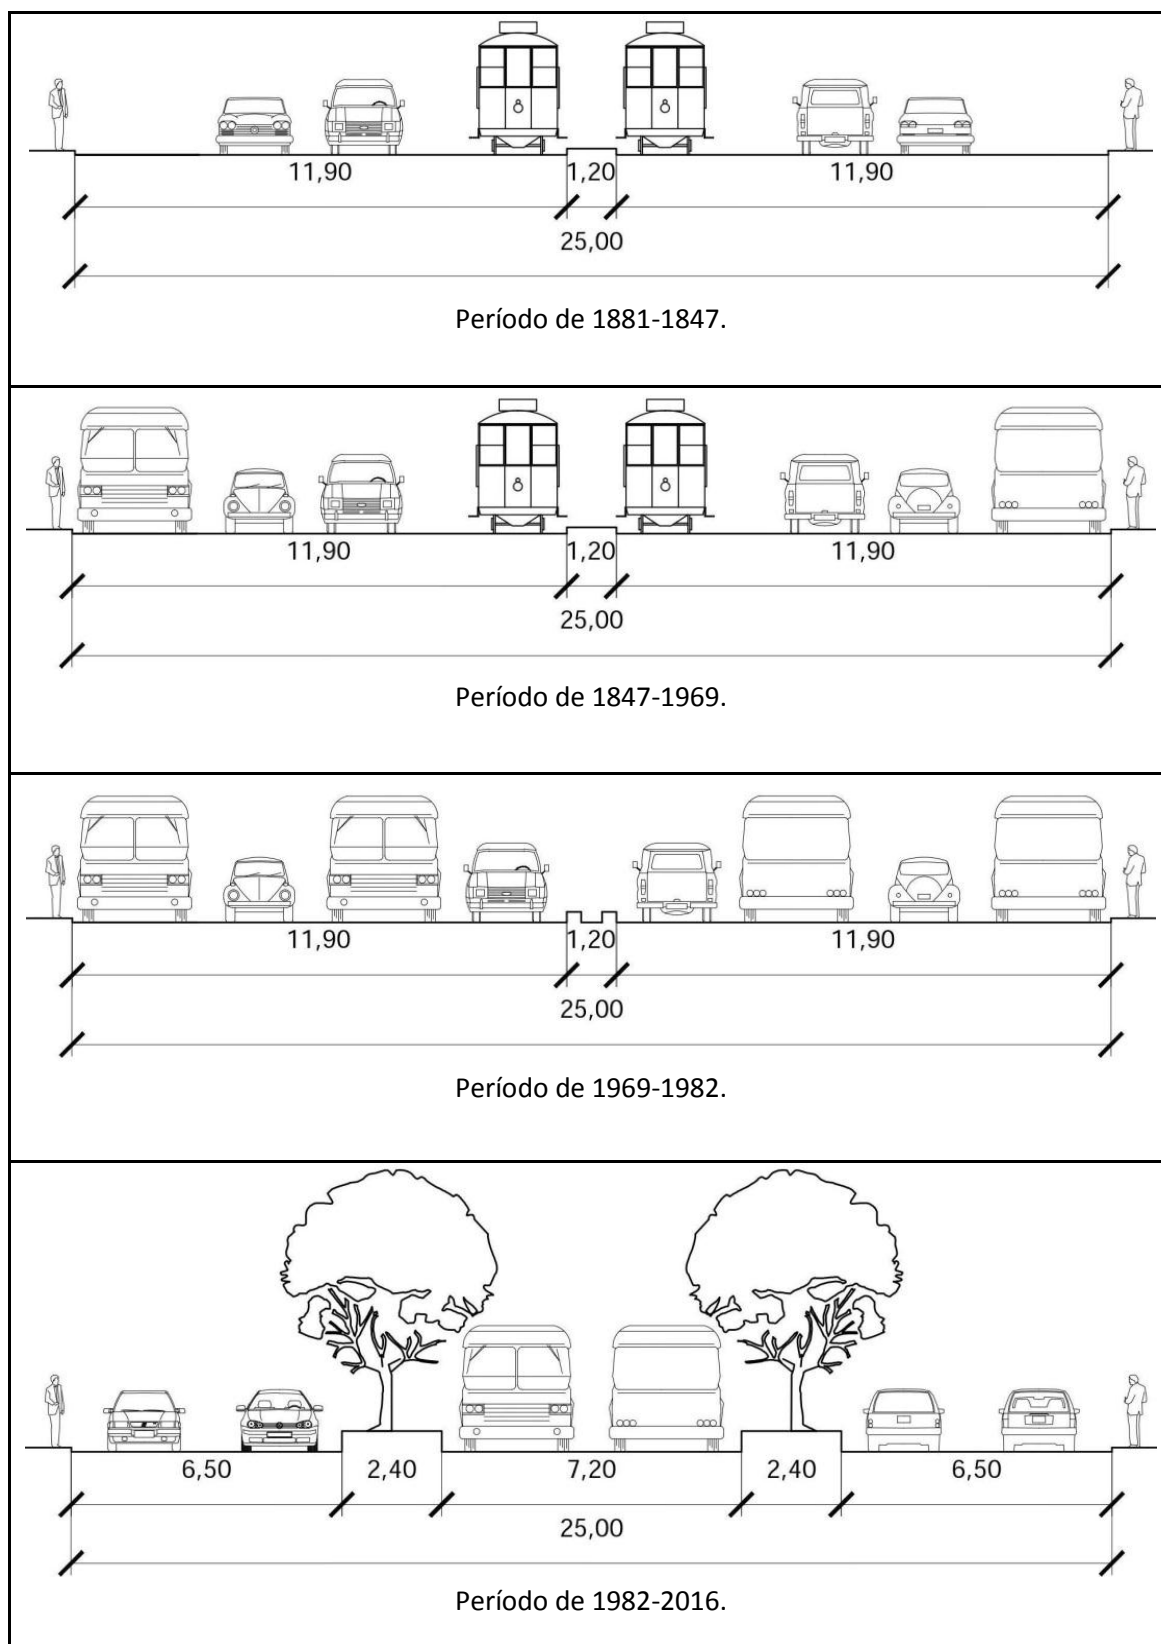 11,90 1,20 11,90
25,00
Período de 1881-1847.
11,90 1,20 11,90
25,00
Período de 1847-1969.
11,90 1,20 11,90
25,00
Período de 1969-1982.
6,50 2,40 7,20 2,40 6,50
25,00
Período de 1982-2016.